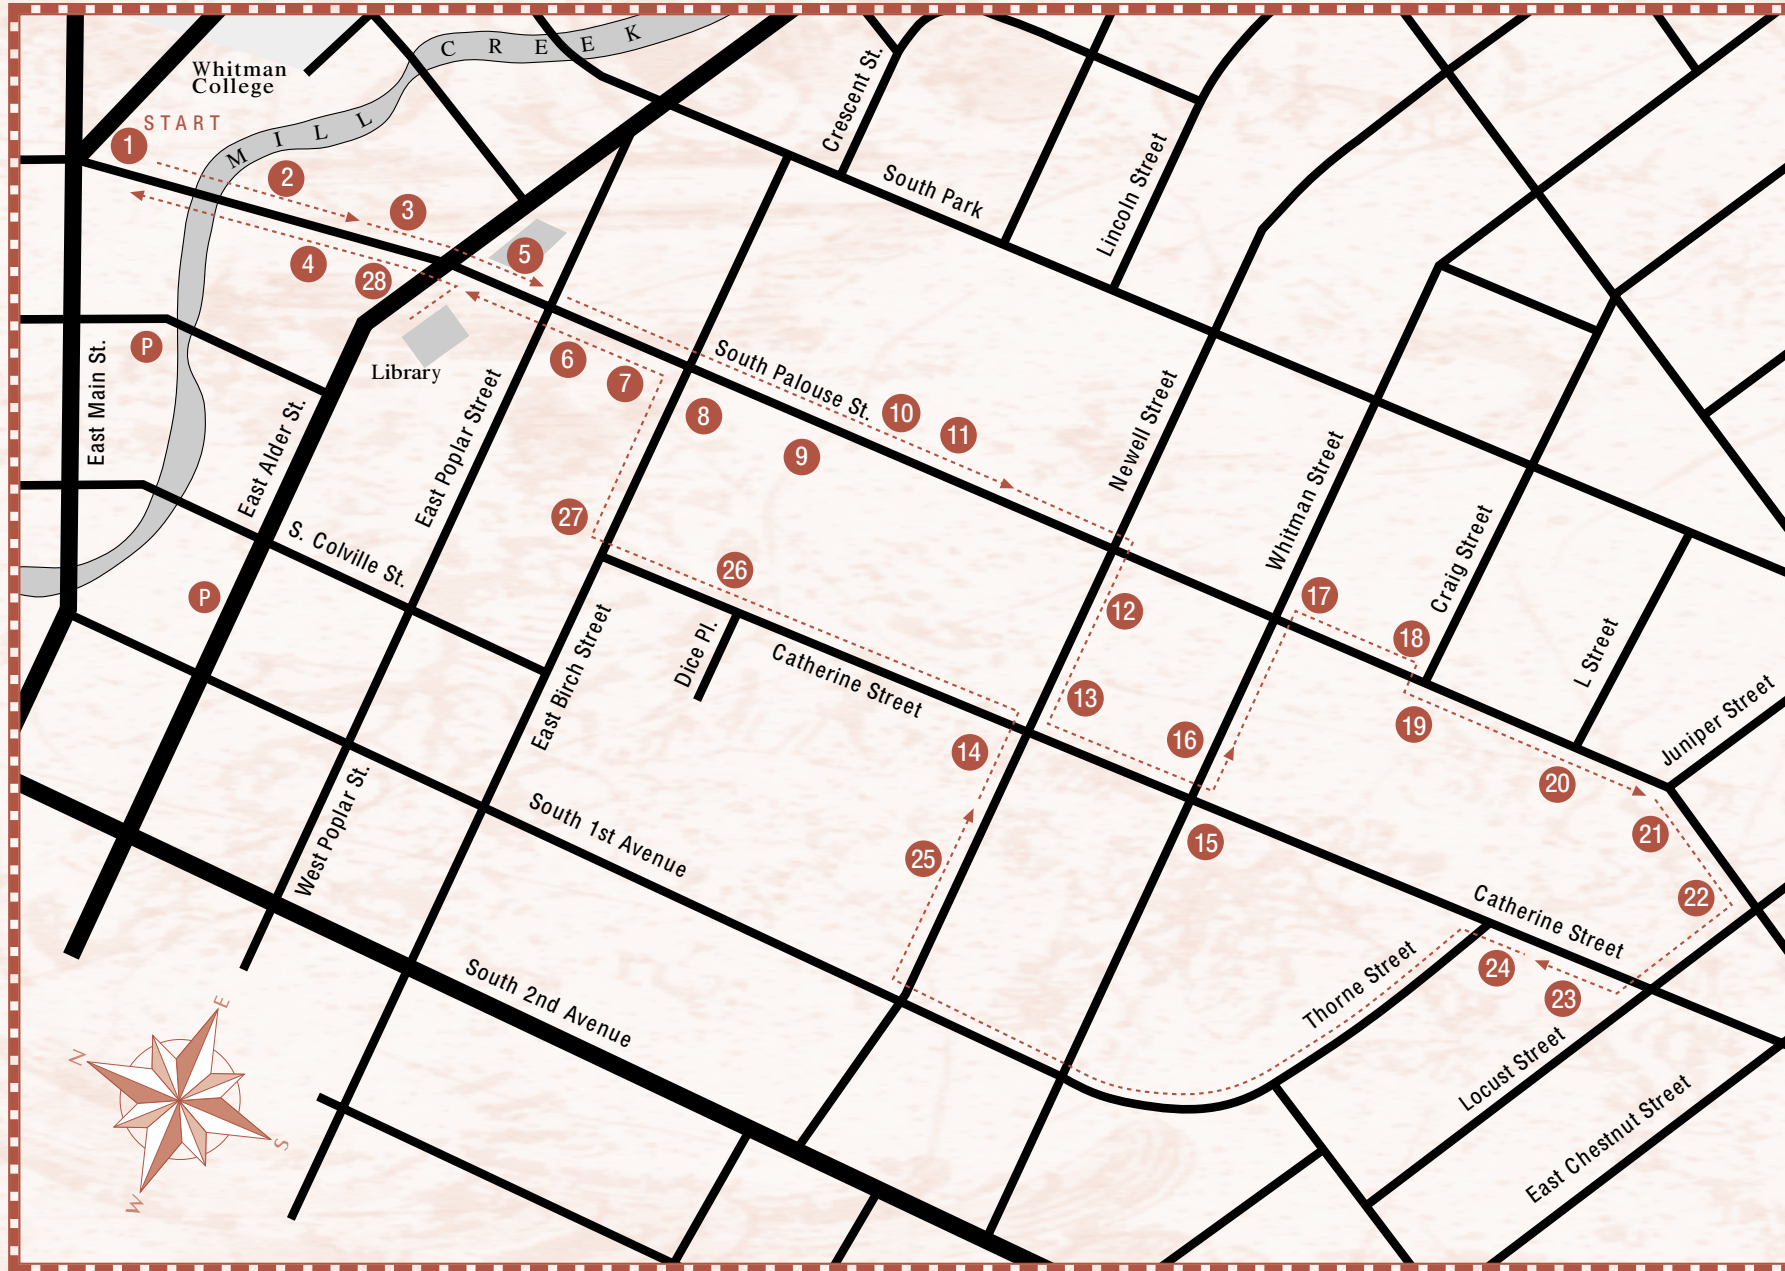 MILL CREEK
Whitman
College
START
1
2
3
4
28
5
Crescent St.
South Park
Lincoln Street
P
East Main St.
Library
6
7
8
South Palouse St.
9
10
11
East Alder St.
East Poplar Street
Newell Street
Whitman Street
Craig Street
27
S. Colville St.
26
P
12
17
18
L Street
East Birch Street
Dice Pl.
Catherine Street
13
14
16
19
Juniper Street
20
15
21
West Poplar St.
South 1st Avenue
25
22
Catherine Street
Thorne Street
24
23
South 2nd Avenue
Locust Street
East Chestnut Street
E
N
S
W